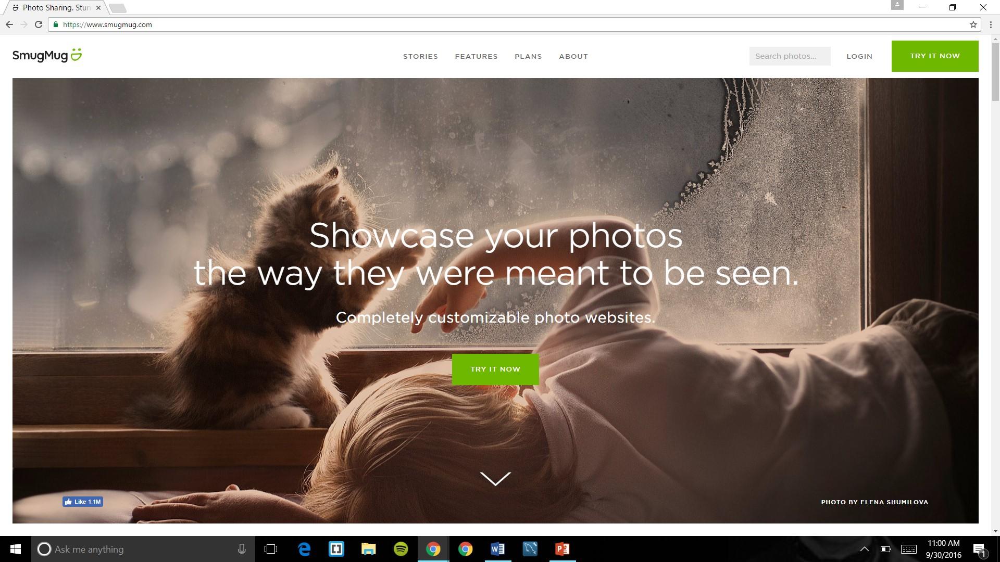 Photo Sharing. Stun
https://www.smugmug.com
SmugMug
STORIES FEATURES PLANS ABOUT
Search photos... LOGIN TRY IT NOW
Showcase your photos
the way they were meant to be seen.
Completely customizable photo websites.
TRY IT NOW
Like 1.1M
PHOTO BY ELENA SHUMILOVA
Ask me anything
11:00 AM
9/30/2016
1